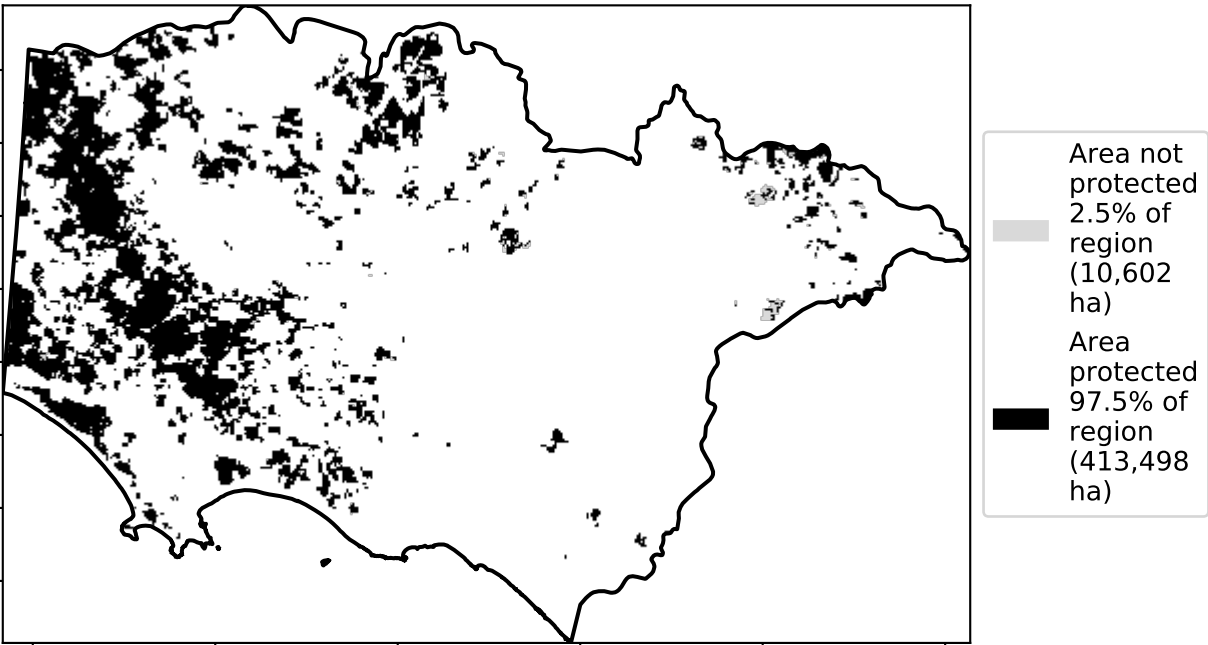 Area not
protected
2.5% of
region
(10,602
ha)
Area
protected
97.5% of
region
(413,498
ha)